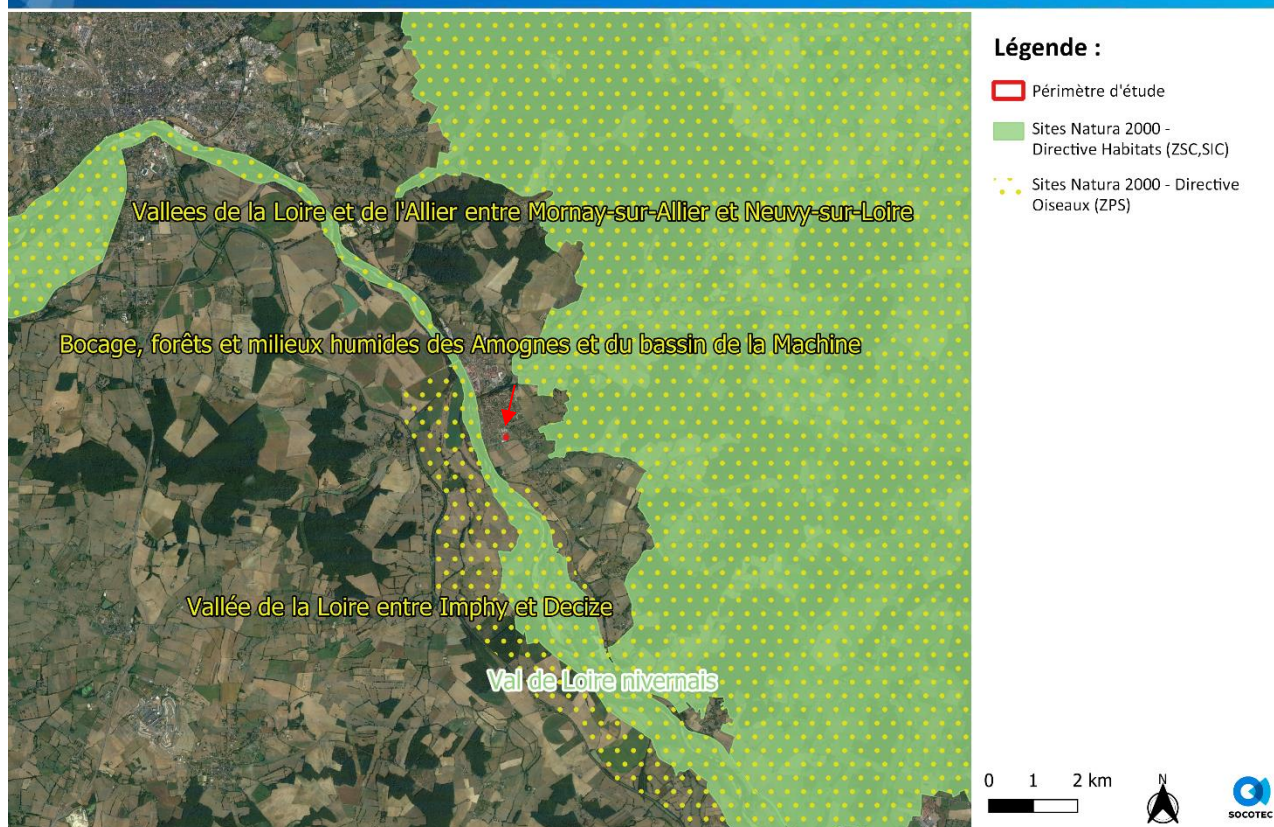 Légende :
Périmètre d'étude
Sites Natura 2000 -
Directive Habitats (ZSC,SIC)
Sites Natura 2000 - Directive
Oiseaux (ZPS)
Vallees de la Loire et de l'Allier entre Mornay-sur-Allier et Neuvy-sur-Loire
Bocage, forêts et milieux humides des Amognes et du bassin de la Machine
Vallée de la Loire entre Imphy et Decize
Val de Loire nivernais
0 1 2 km
N
SOCOTEC